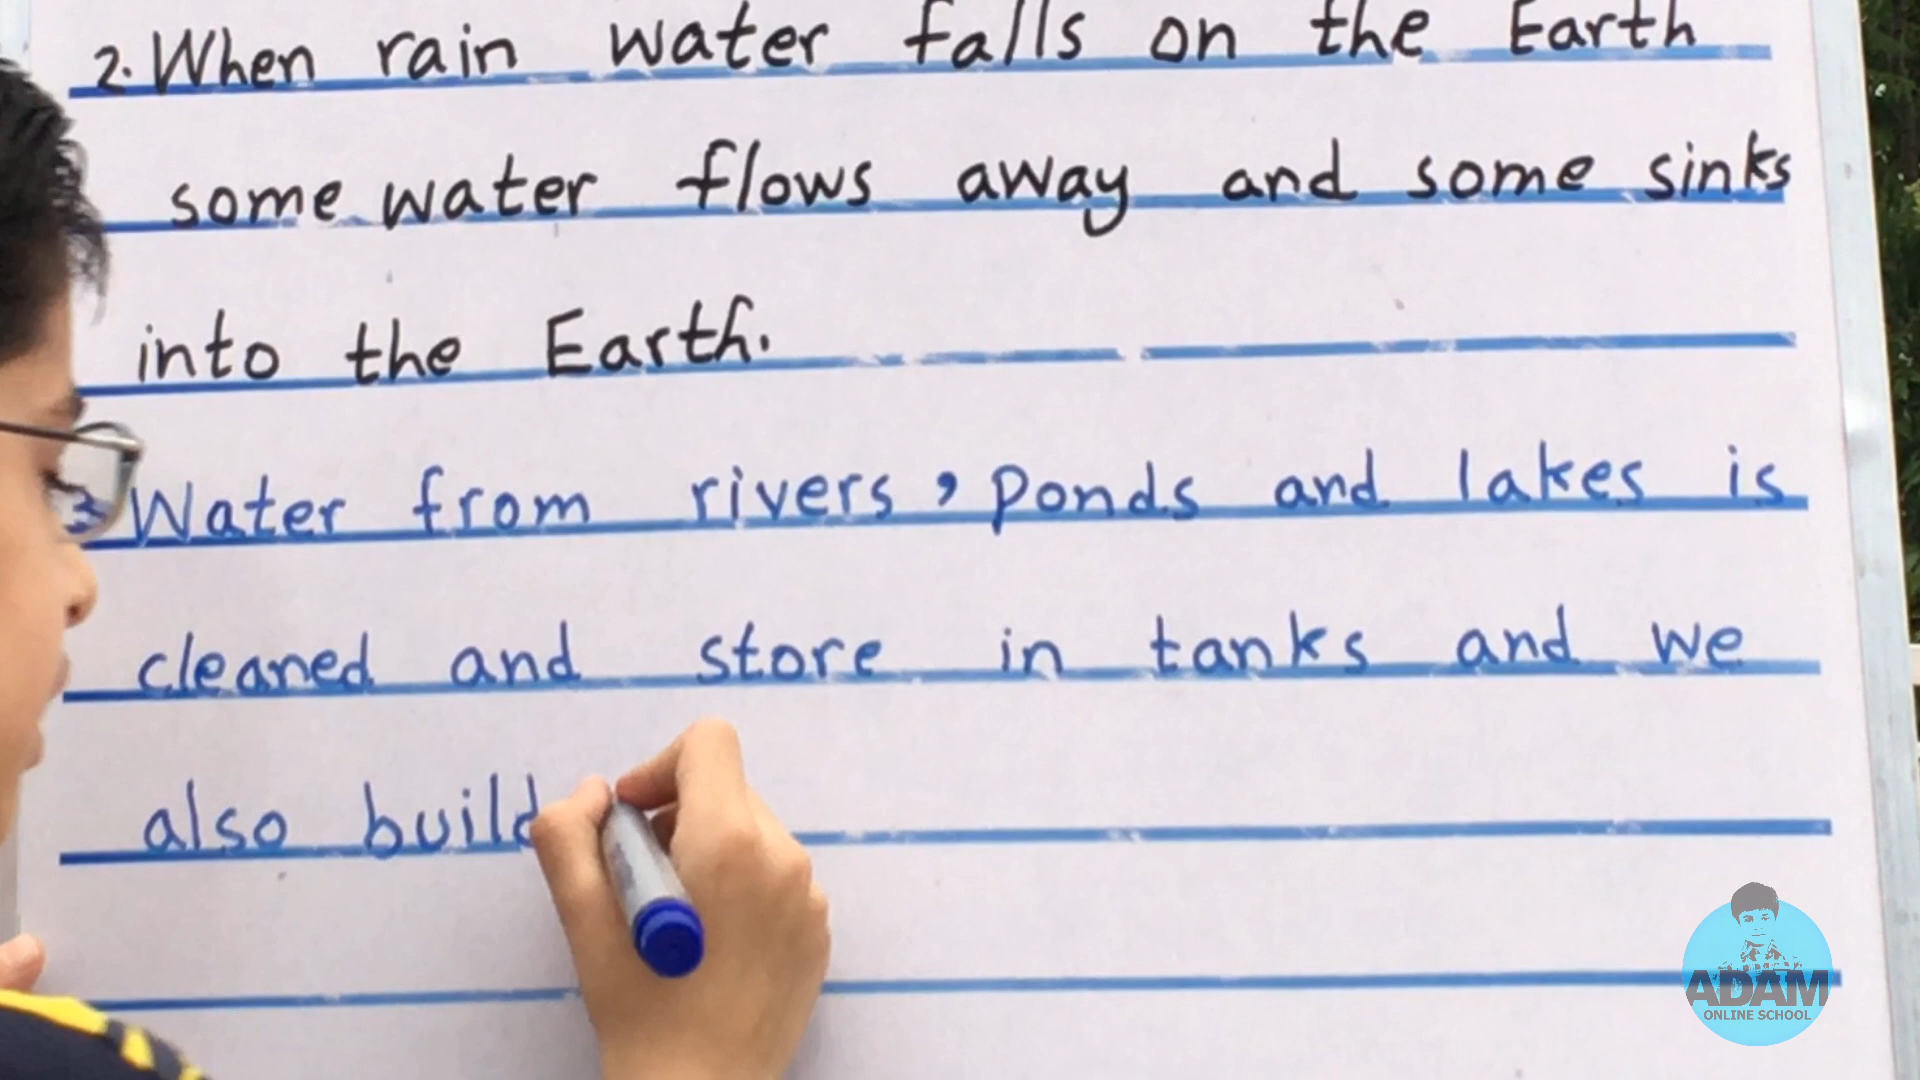 2. When rain water falls on the Earth
some water flows away and some sinks
into the Earth.
3. Water from rivers, ponds and lakes is
cleaned and store in tanks and we
also build
ADAM
ONLINE SCHOOL